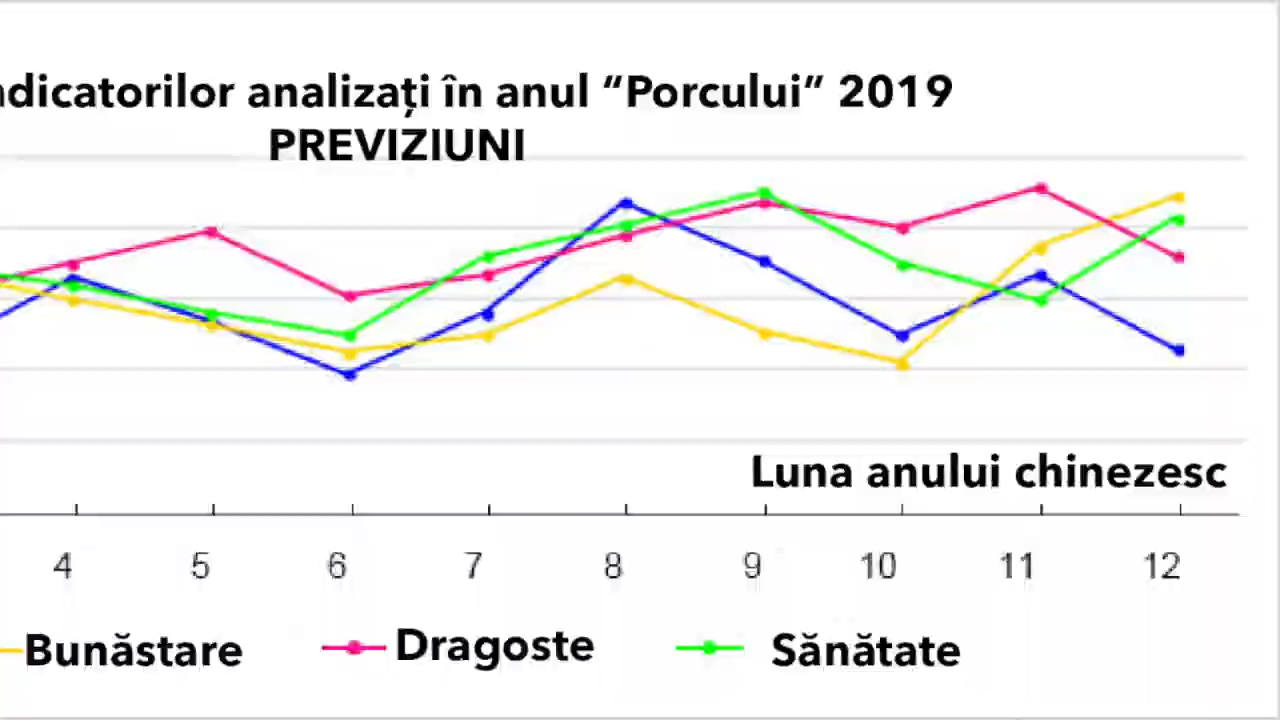 ndicatorilor analizați în anul “Porcului” 2019
PREVIZIUNI
Luna anului chinezesc
4 5 6 7 8 9 10 11 12
Bunăstare Dragoste Sănătate